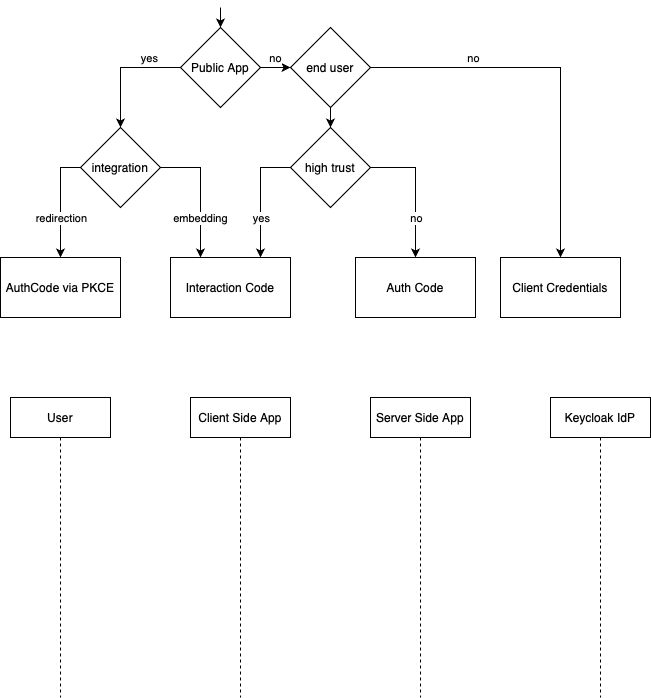 yes
Public App
no
end user
no
integration
high trust
redirection
embedding
yes
no
AuthCode via PKCE
Interaction Code
Auth Code
Client Credentials
User
Client Side App
Server Side App
Keycloak IdP